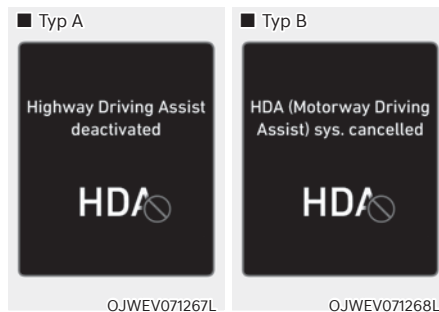 ■ Typ A
Highway Driving Assist
deactivated
HDA
OJWEV071267L
■ Typ B
HDA (Motorway Driving
Assist) sys. cancelled
HDA
OJWEV071268L